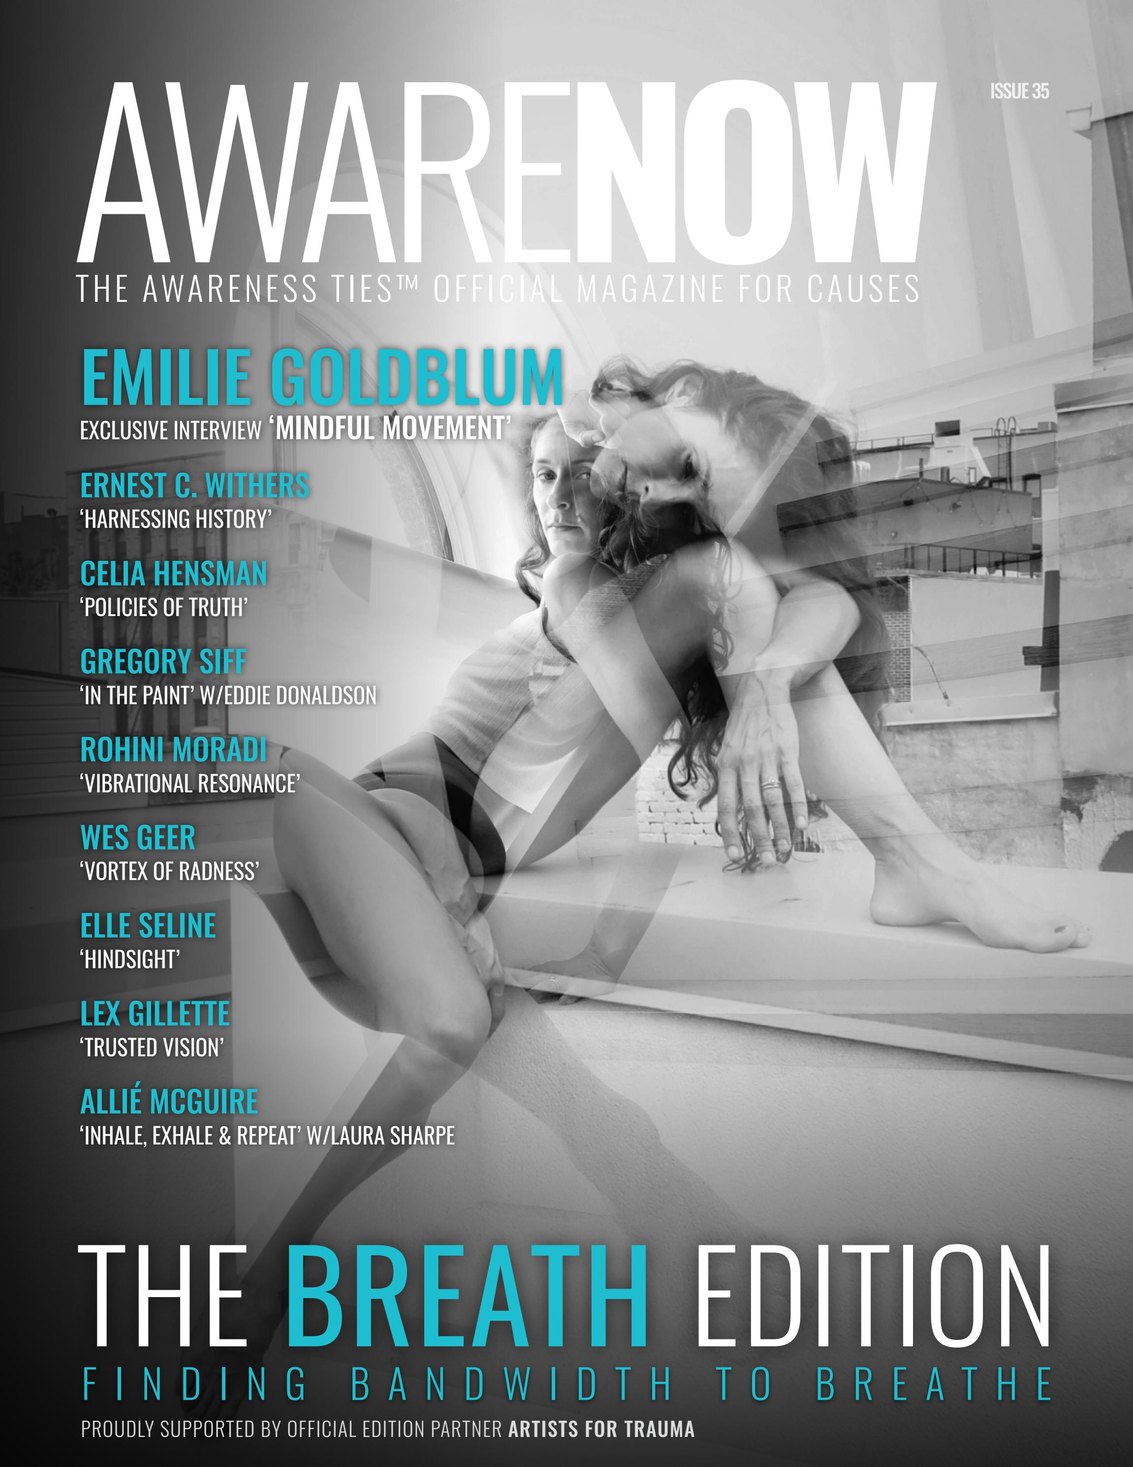 ISSUE 35
AWARENOW
THE AWARENESS TIES™ OFFICIAL MAGAZINE FOR CAUSES
EMILIE GOLDBLUM
EXCLUSIVE INTERVIEW ‘MINDFUL MOVEMENT’
ERNEST C. WITHERS
‘HARNESSING HISTORY’
CELIA HENSMAN
‘POLICIES OF TRUTH’
GREGORY SIFF
‘IN THE PAINT’ W/EDDIE DONALDSON
ROHINI MORADI
‘VIBRATIONAL RESONANCE’
WES GEER
‘VORTEX OF RADNESS’
ELLE SELINE
‘HINDSIGHT’
LEX GILLETTE
‘TRUSTED VISION’
ALLIÉ MCGUIRE
‘INHALE, EXHALE & REPEAT’ W/LAURA SHARPE
THE BREATH EDITION
FINDING BANDWIDTH TO BREATHE
PROUDLY SUPPORTED BY OFFICIAL EDITION PARTNER ARTISTS FOR TRAUMA